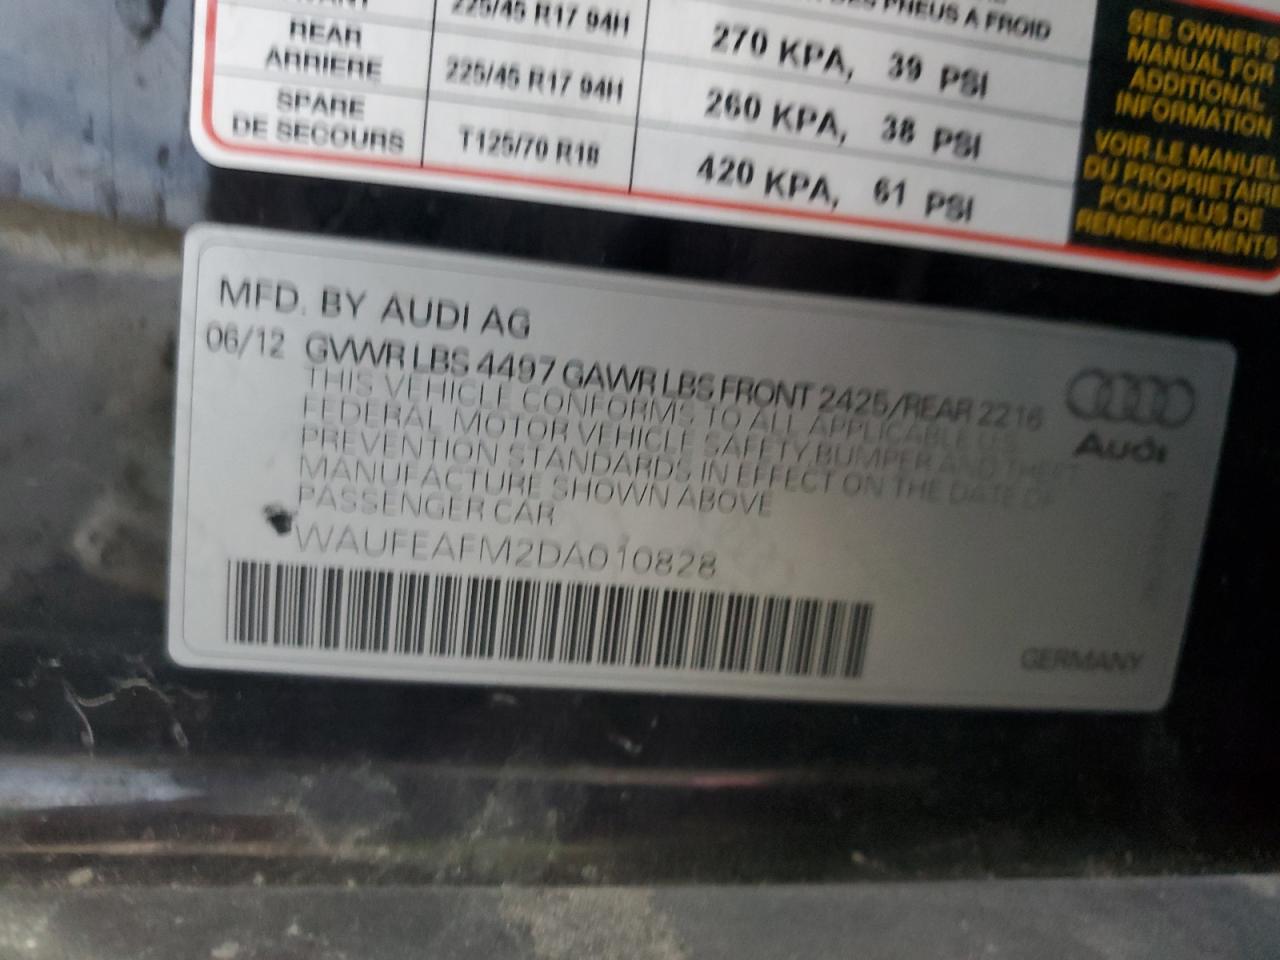 DES PNEUS A FROID
225/45 R17 94H 270 KPA, 39 PSI
REAR
ARRIERE 225/45 R17 94H 260 KPA, 38 PSI
SPARE
DE SECOURS T125/70 R18 420 KPA, 61 PSI
SEE OWNER'S
MANUAL FOR
ADDITIONAL
INFORMATION
VOIR LE MANUEL
DU PROPRIETAIRE
POUR PLUS DE
RENSEIGNEMENTS
MFD. BY AUDI AG
06/12 GVWR LBS 4497 GAWR LBS FRONT 2425/REAR 2216
THIS VEHICLE CONFORMS TO ALL APPLICABLE U.S.
FEDERAL MOTOR VEHICLE SAFETY, BUMPER AND THEFT
PREVENTION STANDARDS IN EFFECT ON THE DATE OF
MANUFACTURE SHOWN ABOVE
PASSENGER CAR
WAUFEAFM2DA010828
Audi
GERMANY